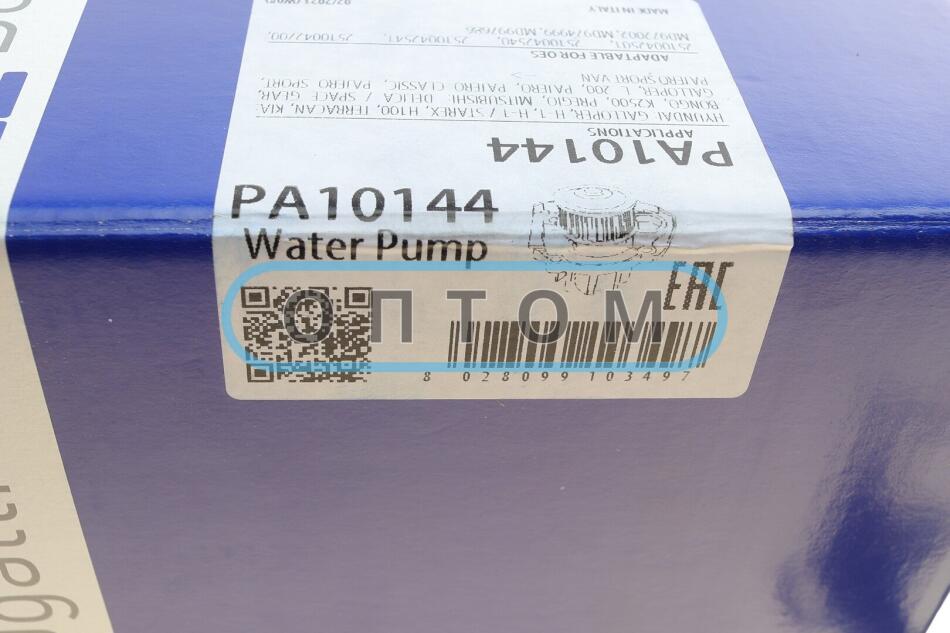 PA10144
Water Pump
ОПТОМ
EAC
8 028099 103497
PA10144
APPLICATIONS
HYUNDAI: GALLOPER, H-1, H-1 / STAREX, H100, TERRACAN, KIA:
BONGO, K2500, PREGIO, MITSUBISHI: DELICA / SPACE GEAR,
GALLOPER, L 200, PAJERO, PAJERO CLASSIC, PAJERO SPORT,
PAJERO SPORT VAN
ADAPTABLE FOR OES
2510042501, 2510042540, 2510042541, 2510042700,
MD972002, MD974999, MD997686
MADE IN ITALY